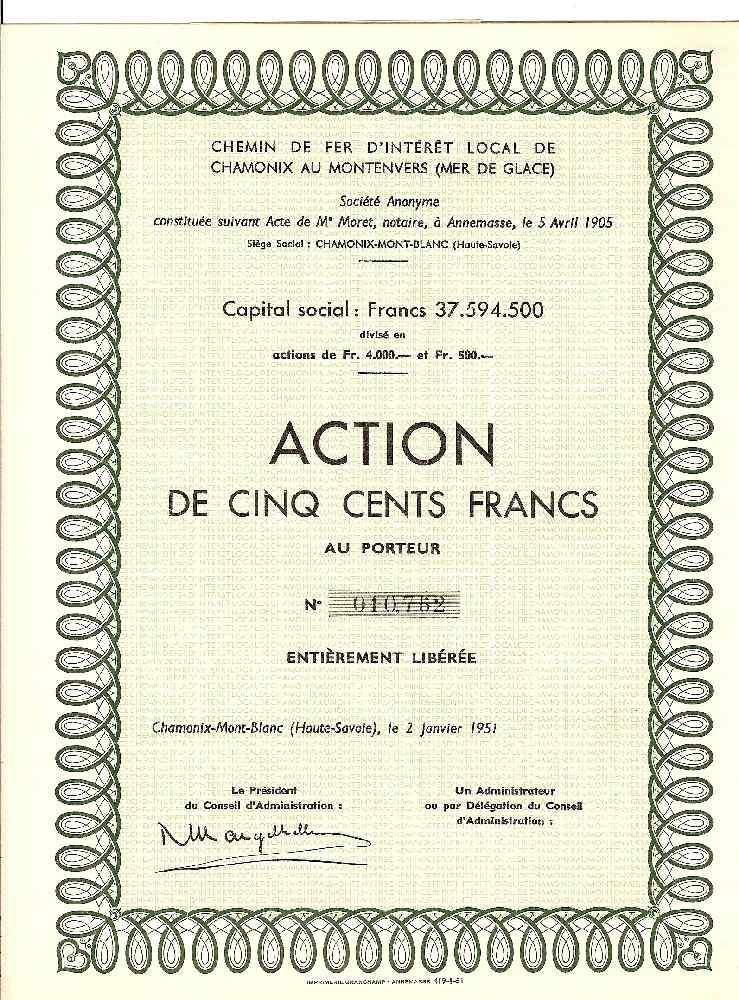 CHEMIN DE FER D'INTÉRÊT LOCAL DE
CHAMONIX AU MONTENVERS (MER DE GLACE)
Société Anonyme
constituée suivant Acte de Me Moret, notaire, à Annemasse, le 5 Avril 1905
Siège Social : CHAMONIX-MONT-BLANC (Haute-Savoie)
Capital social : Francs 37.594.500
divisé en
actions de Fr. 4.000.— et Fr. 500.—
ACTION
DE CINQ CENTS FRANCS
AU PORTEUR
N° 010,762
ENTIÈREMENT LIBÉRÉE
Chamonix-Mont-Blanc (Haute-Savoie), le 2 Janvier 1951
Le Président
du Conseil d'Administration :
Un Administrateur
ou par Délégation du Conseil
d'Administration :
IMPRIMERIE GRANCHAMP - ANNEMASSE